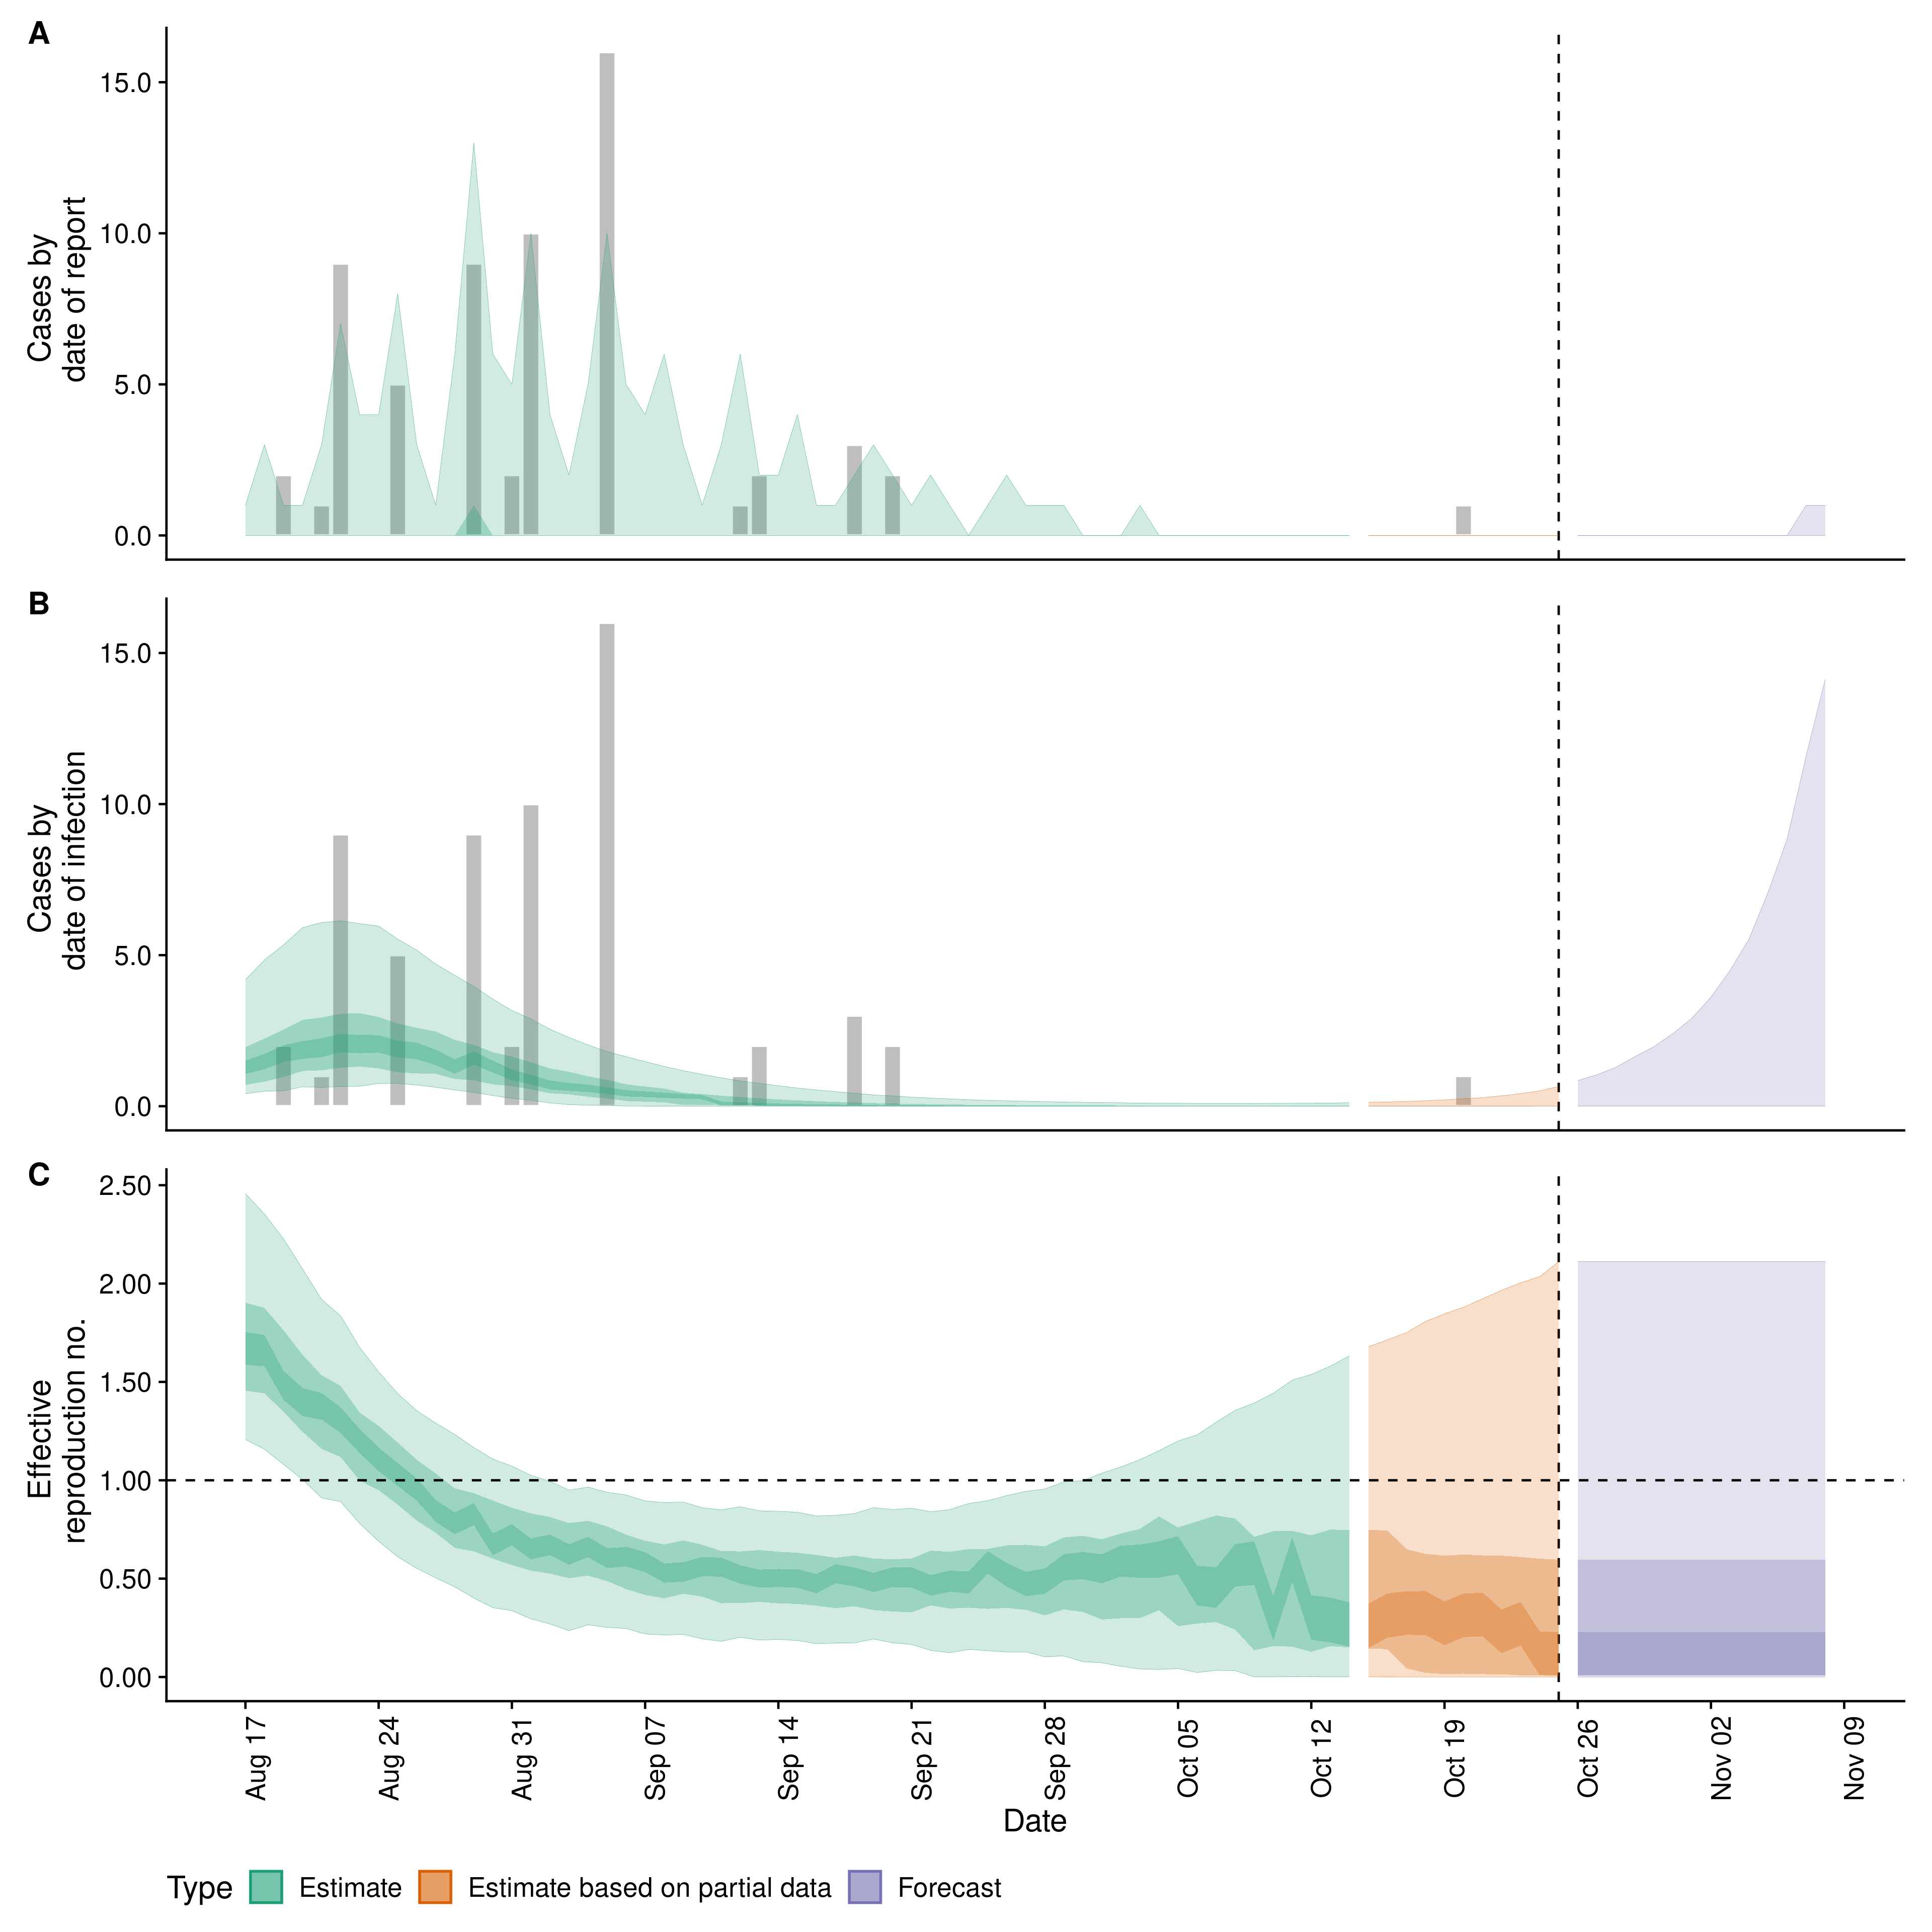 A
15.0
10.0
5.0
0.0
Cases by
date of report
B
15.0
10.0
5.0
0.0
Cases by
date of infection
C
2.50
2.00
1.50
1.00
0.50
0.00
Effective
reproduction no.
Aug 17
Aug 24
Aug 31
Sep 07
Sep 14
Sep 21
Sep 28
Oct 05
Oct 12
Oct 19
Oct 26
Nov 02
Nov 09
Date
Type Estimate Estimate based on partial data Forecast